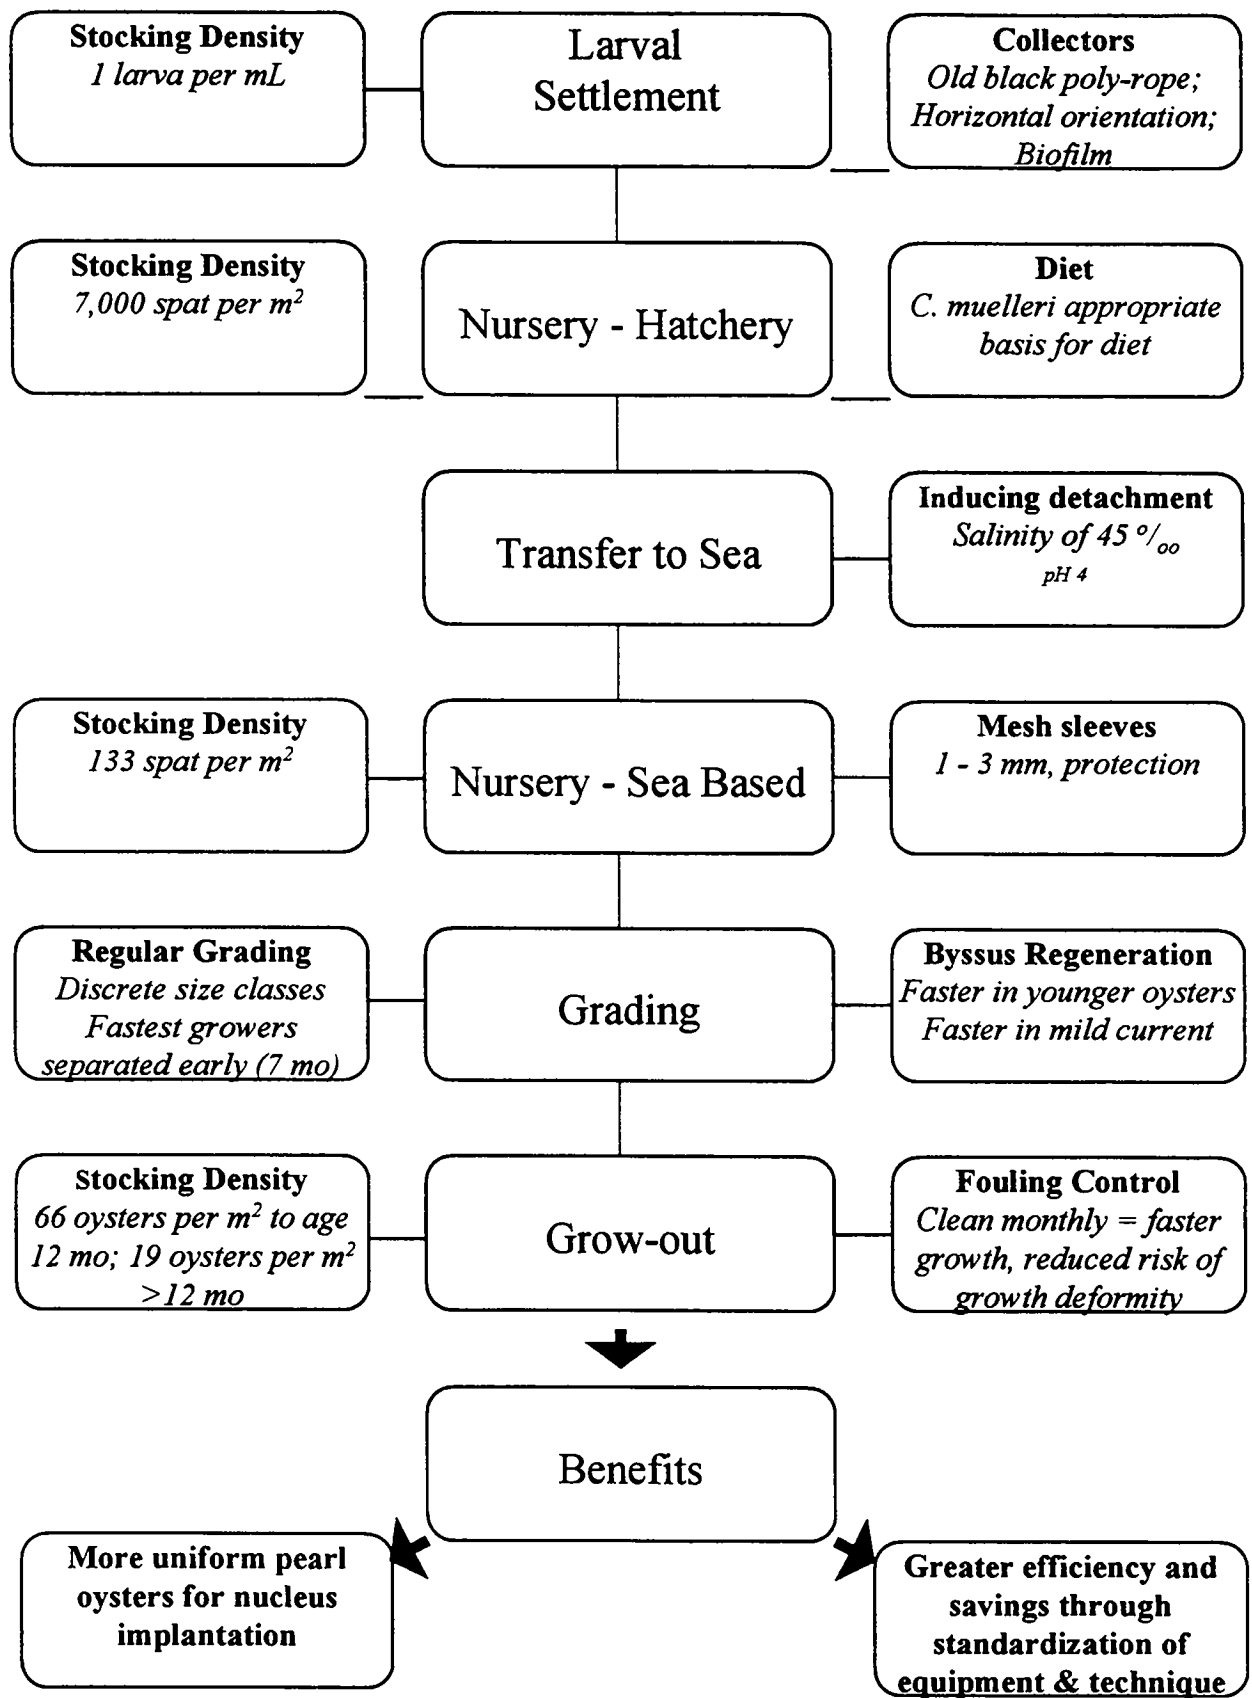 Stocking Density
1 larva per mL
Larval
Settlement
Collectors
Old black poly-rope;
Horizontal orientation;
Biofilm
Stocking Density
7,000 spat per m²
Nursery - Hatchery
Diet
C. muelleri appropriate
basis for diet
Transfer to Sea
Inducing detachment
Salinity of 45 º/ₒₒ
pH 4
Stocking Density
133 spat per m²
Nursery - Sea Based
Mesh sleeves
1 - 3 mm, protection
Regular Grading
Discrete size classes
Fastest growers
separated early (7 mo)
Grading
Byssus Regeneration
Faster in younger oysters
Faster in mild current
Stocking Density
66 oysters per m² to age
12 mo; 19 oysters per m²
>12 mo
Grow-out
Fouling Control
Clean monthly = faster
growth, reduced risk of
growth deformity
Benefits
More uniform pearl
oysters for nucleus
implantation
Greater efficiency and
savings through
standardization of
equipment & technique